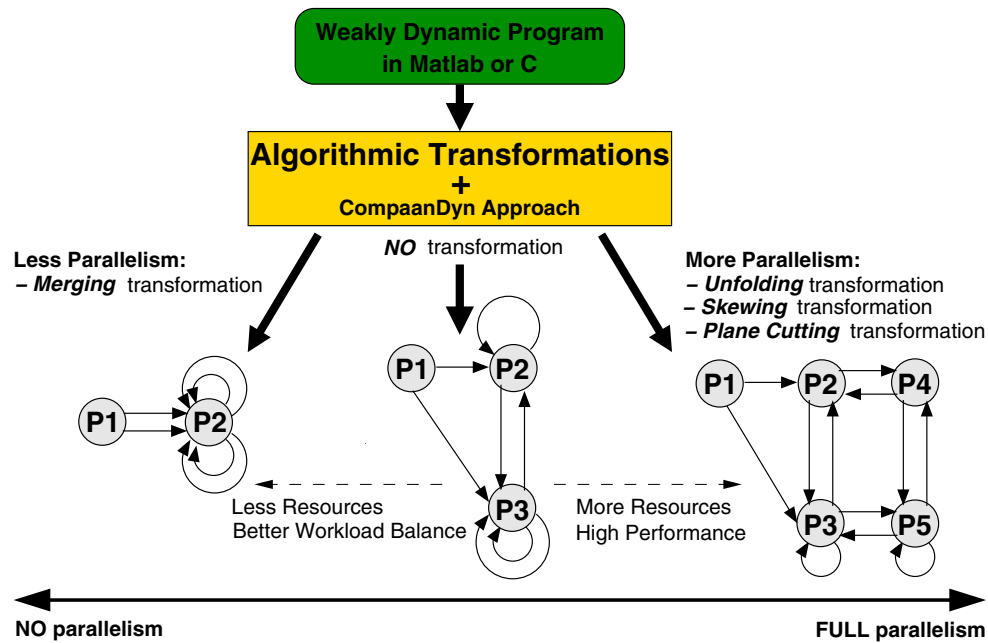 Weakly Dynamic Program
in Matlab or C
Algorithmic Transformations
+
CompaanDyn Approach
Less Parallelism:
– Merging transformation
NO transformation
More Parallelism:
– Unfolding transformation
– Skewing transformation
– Plane Cutting transformation
P1
P2
P1
P2
P3
P1
P2
P4
P3
P5
Less Resources
Better Workload Balance
More Resources
High Performance
NO parallelism
FULL parallelism